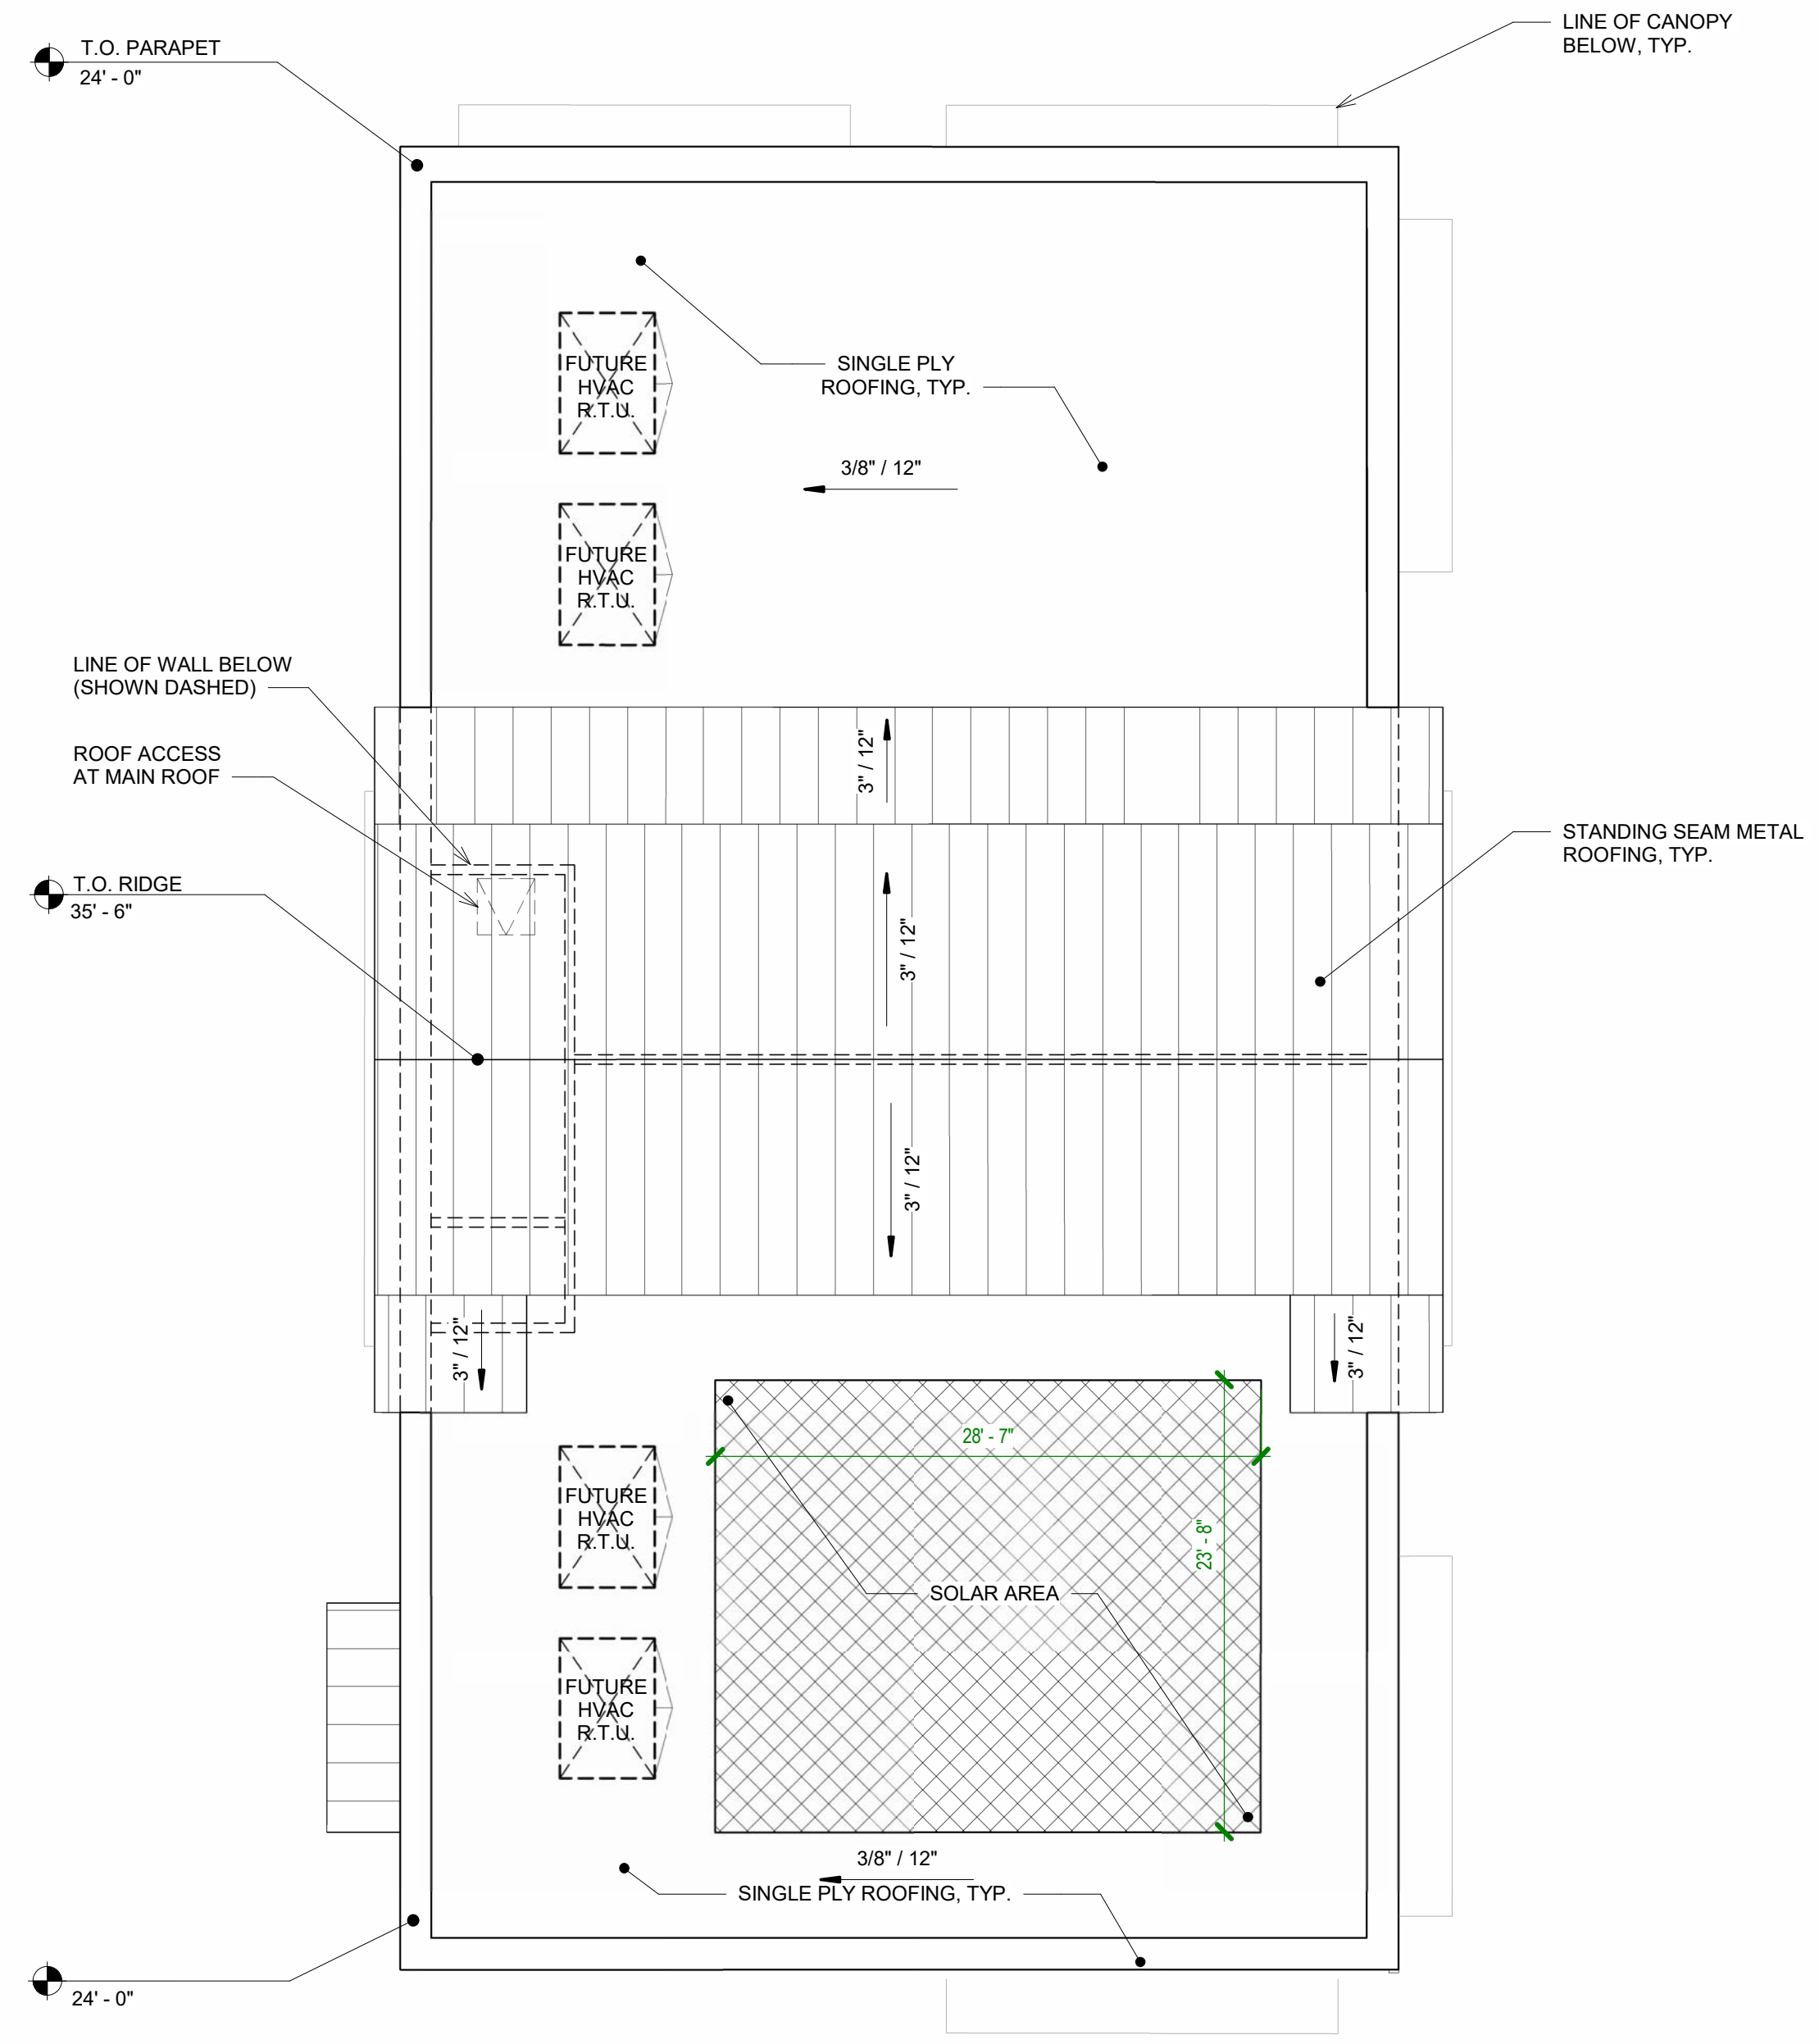 LINE OF CANOPY
BELOW, TYP.
T.O. PARAPET
24' - 0"
SINGLE PLY
ROOFING, TYP.
FUTURE
HVAC
R.T.U.
3/8" / 12"
FUTURE
HVAC
R.T.U.
LINE OF WALL BELOW
(SHOWN DASHED)
ROOF ACCESS
AT MAIN ROOF
3" / 12"
STANDING SEAM METAL
ROOFING, TYP.
T.O. RIDGE
35' - 6"
3" / 12"
3" / 12"
3" / 12"
3" / 12"
28' - 7"
23' - 8"
FUTURE
HVAC
R.T.U.
SOLAR AREA
FUTURE
HVAC
R.T.U.
3/8" / 12"
SINGLE PLY ROOFING, TYP.
24' - 0"